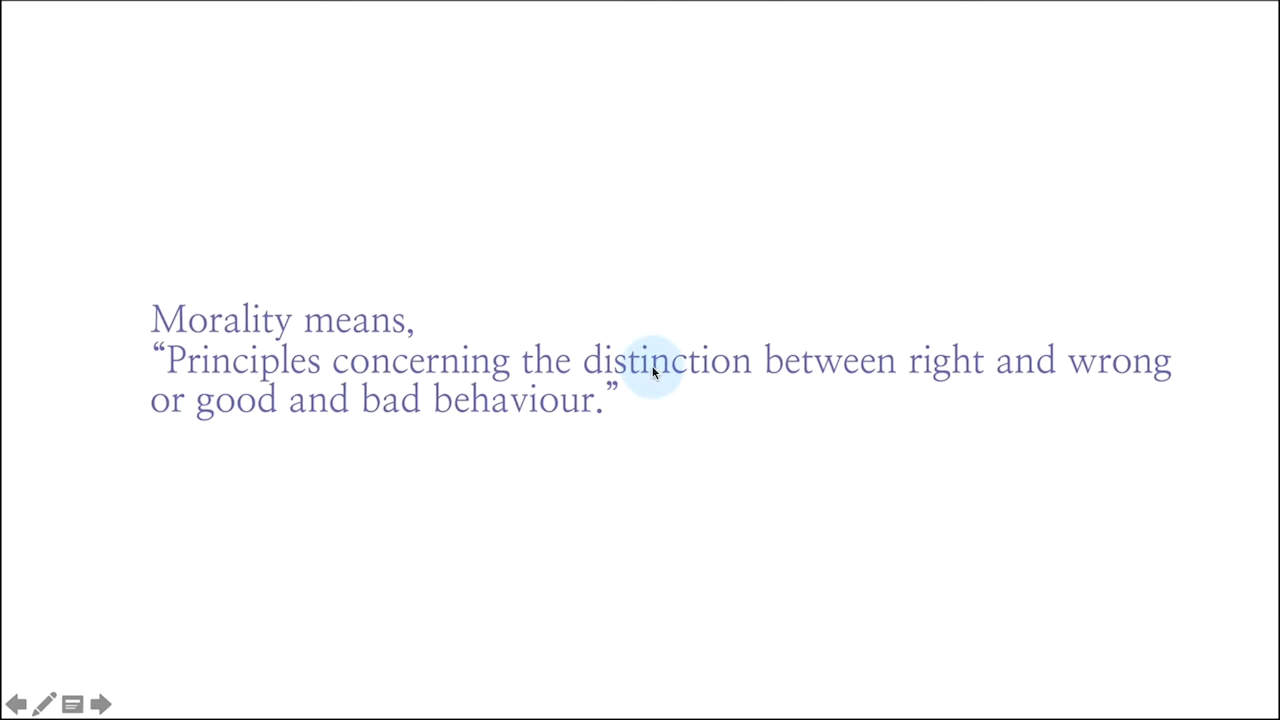 Morality means,
“Principles concerning the distinction between right and wrong
or good and bad behaviour.”